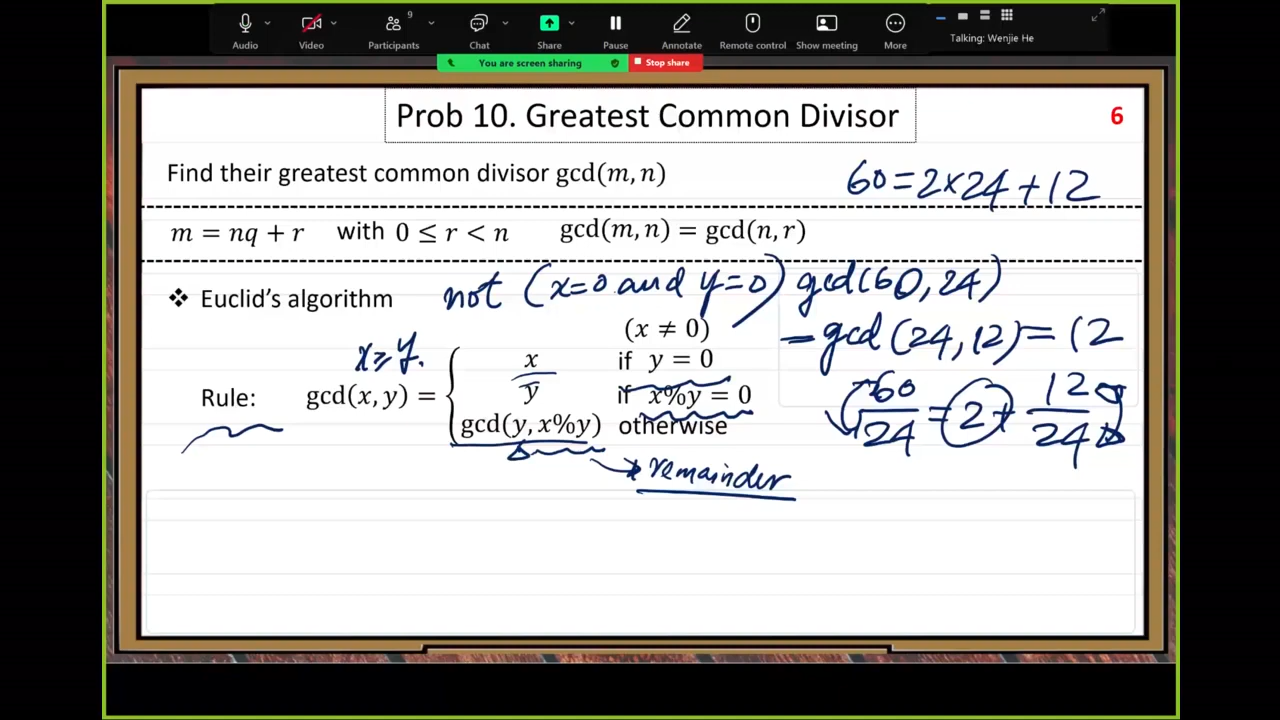 9
Audio Video Participants Chat Share Pause Annotate Remote control Show meeting More
Talking: Wenjie He
You are screen sharing Stop share
Prob 10. Greatest Common Divisor
6
Find their greatest common divisor gcd(m, n)
60=2×24+12
m = nq + r with 0 ≤ r < n gcd(m, n) = gcd(n, r)
❖ Euclid's algorithm
not (x=0 and y=0) gcd(60,24)
(x ≠ 0)
=gcd(24,12)=12
x≥y.
x if y = 0
Rule: gcd(x, y) = { y if x%y = 0
gcd(y, x%y) otherwise
60/24 = 2 + 12/24
remainder